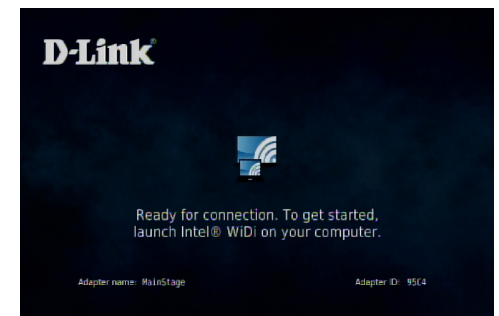 D-Link®
Ready for connection. To get started,
launch Intel® WiDi on your computer.
Adapter name: MainStage Adapter ID: 95C4